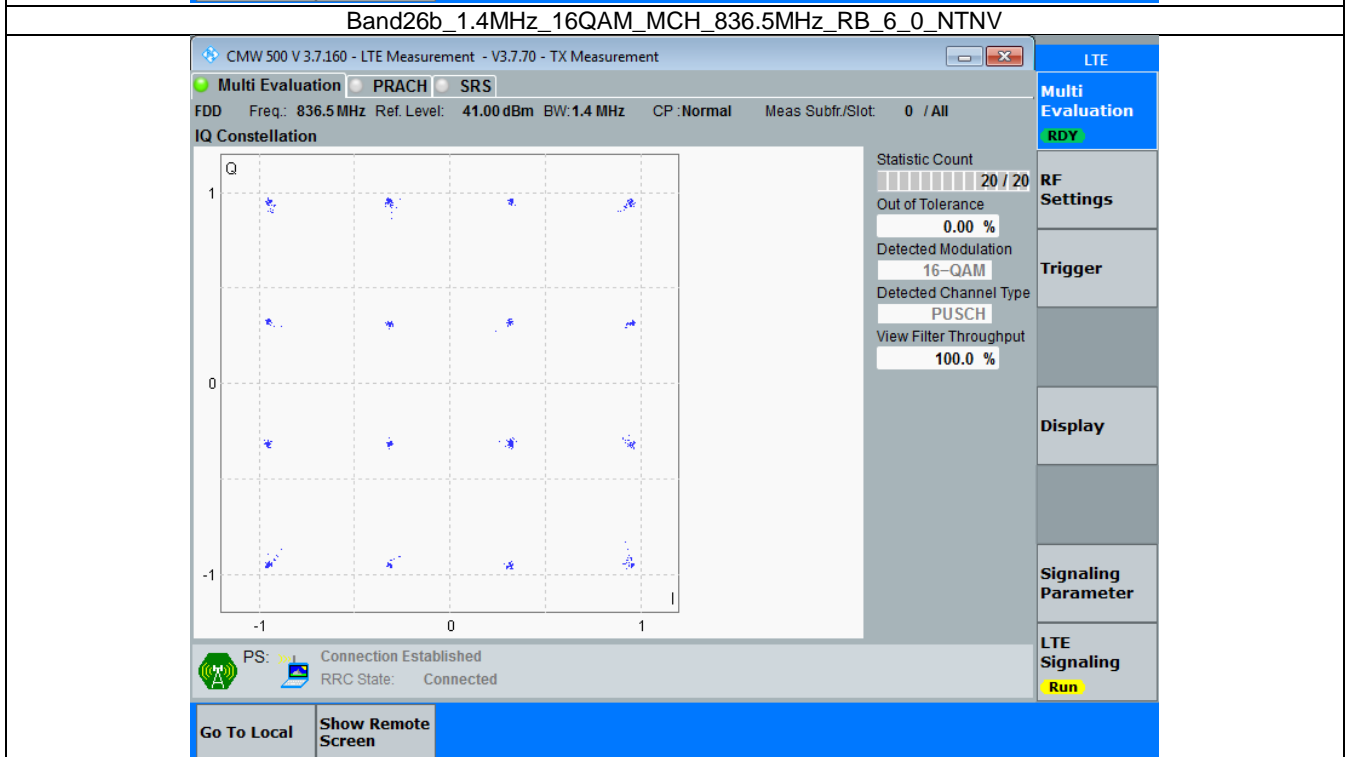 Band26b_1.4MHz_16QAM_MCH_836.5MHz_RB_6_0_NTNV
CMW 500 V 3.7.160 - LTE Measurement - V3.7.70 - TX Measurement
LTE
Multi Evaluation PRACH SRS
Multi Evaluation
RDY
FDD Freq.: 836.5 MHz Ref. Level: 41.00 dBm BW: 1.4 MHz CP : Normal Meas Subfr./Slot: 0 / All
IQ Constellation
Q
1
0
-1
I
-1 0 1
Statistic Count
20 / 20
Out of Tolerance
0.00 %
Detected Modulation
16-QAM
Detected Channel Type
PUSCH
View Filter Throughput
100.0 %
RF Settings
Trigger
Display
Signaling Parameter
LTE Signaling
Run
PS: Connection Established
RRC State: Connected
Go To Local
Show Remote Screen